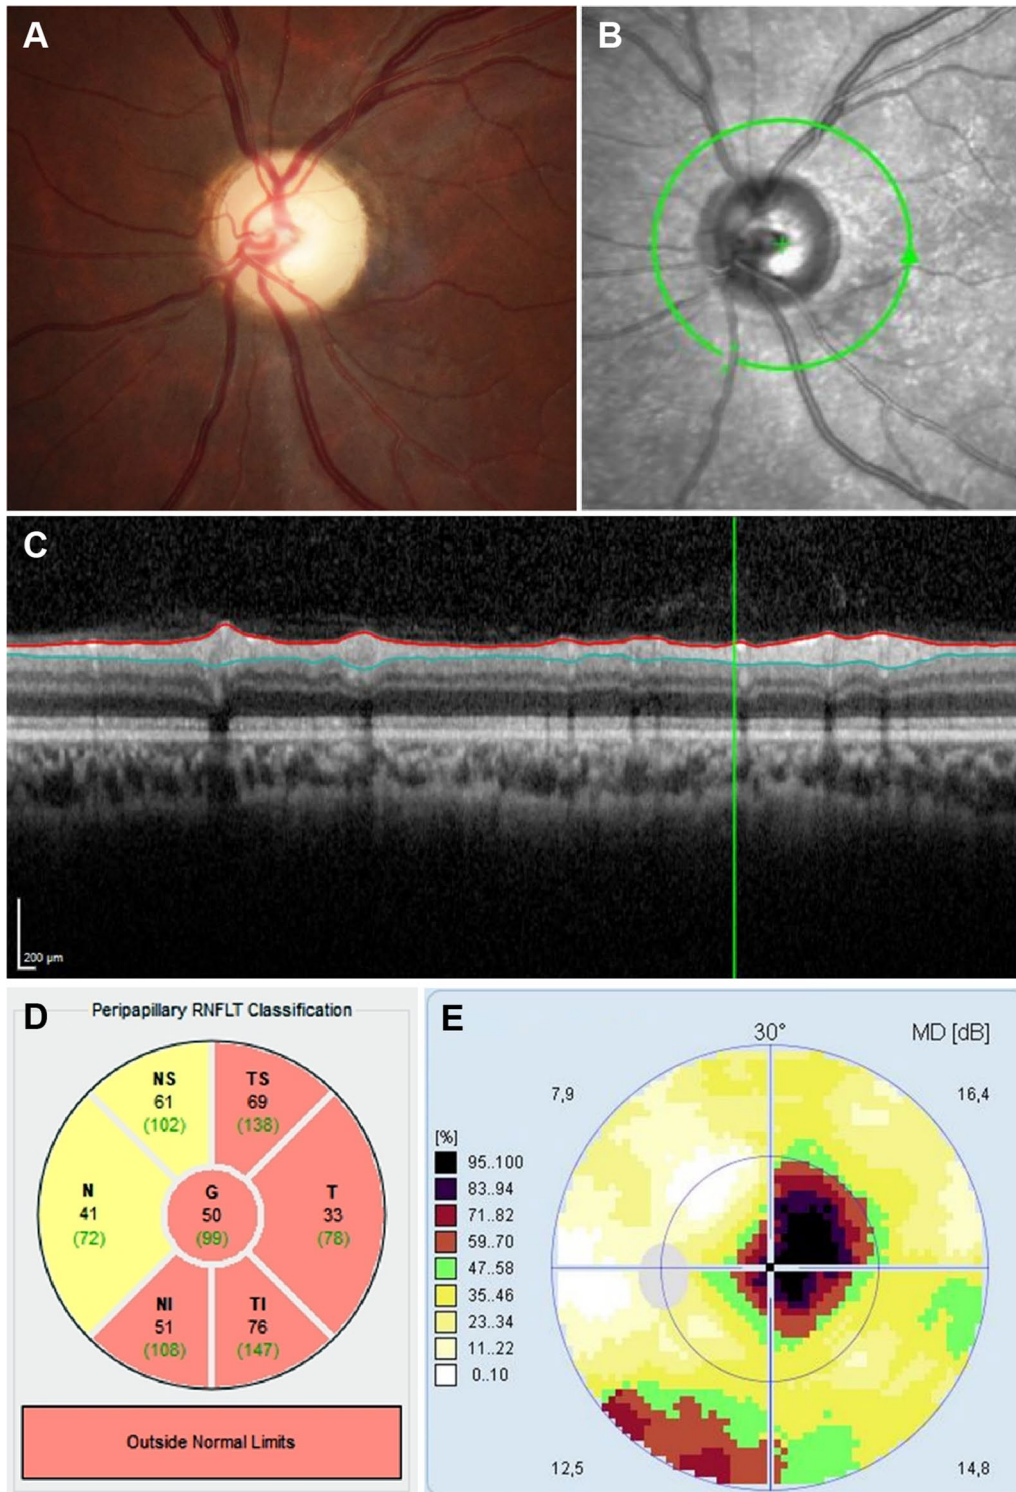 A
B
C
200 µm
D
Peripapillary RNFLT Classification
NS
61
(102)
TS
69
(138)
N
41
(72)
G
50
(99)
T
33
(78)
NI
51
(108)
TI
76
(147)
Outside Normal Limits
E
30°
MD [dB]
7,9
16,4
[%]
95..100
83..94
71..82
59..70
47..58
35..46
23..34
11..22
0..10
12,5
14,8